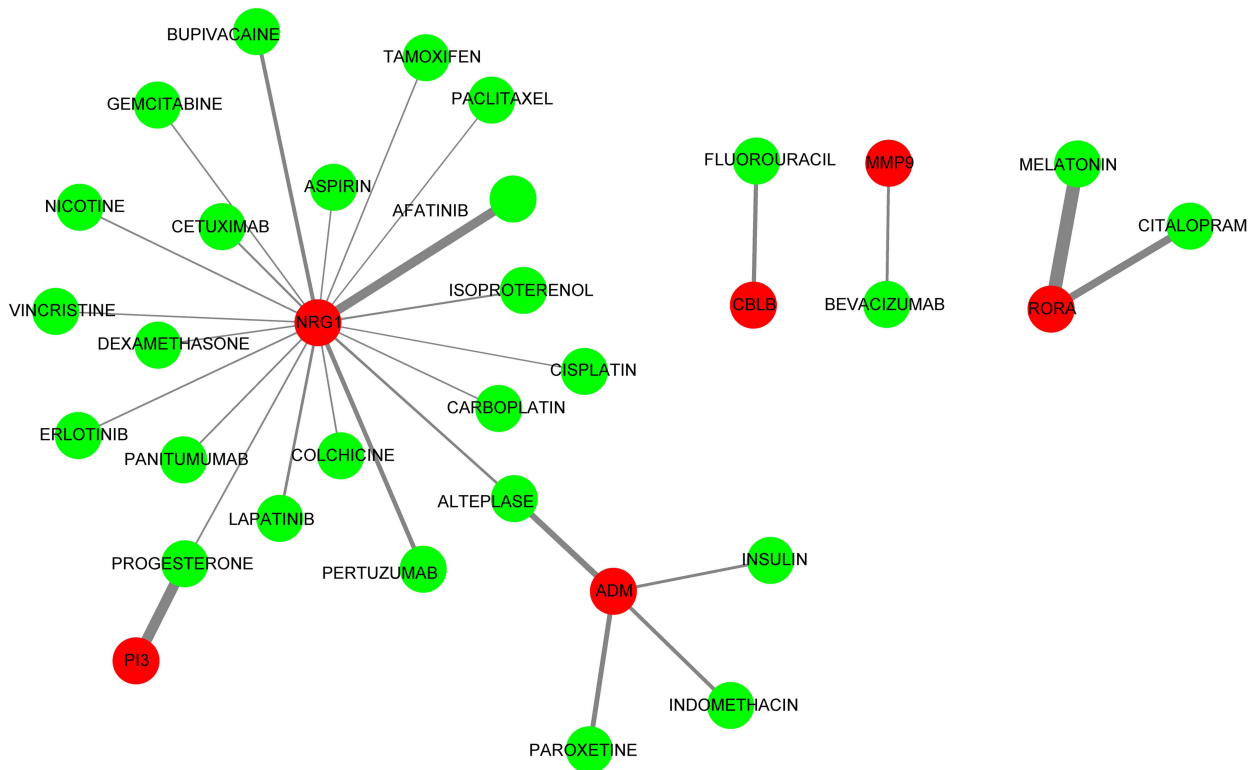 BUPIVACAINE
TAMOXIFEN
GEMCITABINE
PACLITAXEL
FLUOROURACIL
MMP9
MELATONIN
ASPIRIN
NICOTINE
AFATINIB
CETUXIMAB
CITALOPRAM
ISOPROTERENOL
VINCRISTINE
NRG1
CBLB
BEVACIZUMAB
RORA
DEXAMETHASONE
CISPLATIN
CARBOPLATIN
ERLOTINIB
PANITUMUMAB
COLCHICINE
ALTEPLASE
LAPATINIB
PROGESTERONE
PERTUZUMAB
INSULIN
ADM
PI3
INDOMETHACIN
PAROXETINE